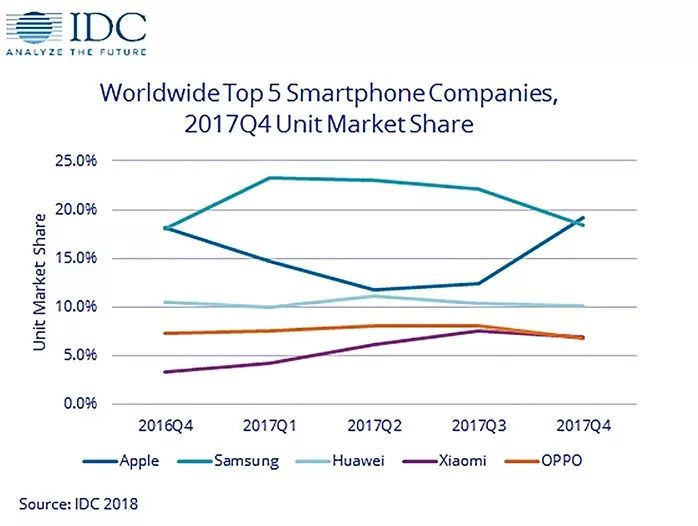 IDC
ANALYZE THE FUTURE
Worldwide Top 5 Smartphone Companies,
2017Q4 Unit Market Share
25.0%
20.0%
15.0%
10.0%
5.0%
0.0%
Unit Market Share
2016Q4 2017Q1 2017Q2 2017Q3 2017Q4
Apple Samsung Huawei Xiaomi OPPO
Source: IDC 2018